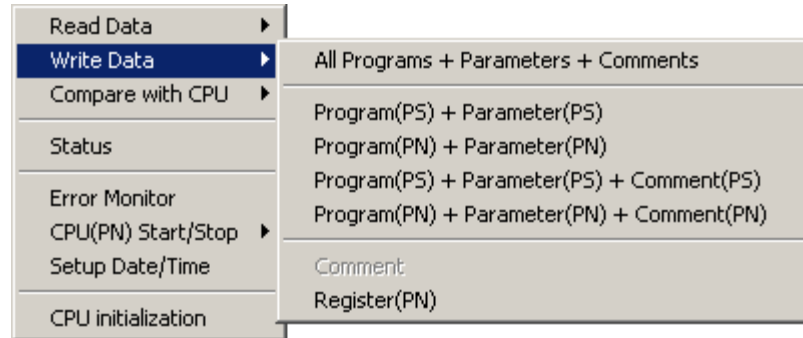 Read Data
Write Data
Compare with CPU
Status
Error Monitor
CPU(PN) Start/Stop
Setup Date/Time
CPU initialization
All Programs + Parameters + Comments
Program(PS) + Parameter(PS)
Program(PN) + Parameter(PN)
Program(PS) + Parameter(PS) + Comment(PS)
Program(PN) + Parameter(PN) + Comment(PN)
Comment
Register(PN)